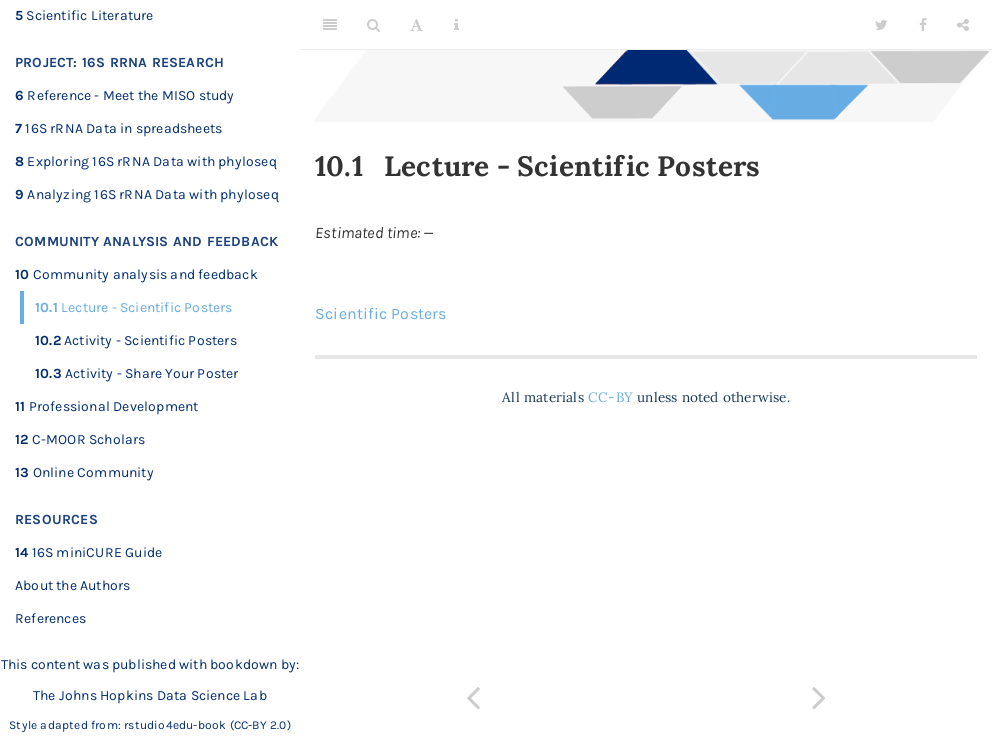 5 Scientific Literature
PROJECT: 16S RRNA RESEARCH
6 Reference - Meet the MISO study
7 16S rRNA Data in spreadsheets
8 Exploring 16S rRNA Data with phyloseq
9 Analyzing 16S rRNA Data with phyloseq
COMMUNITY ANALYSIS AND FEEDBACK
10 Community analysis and feedback
10.1 Lecture - Scientific Posters
10.2 Activity - Scientific Posters
10.3 Activity - Share Your Poster
11 Professional Development
12 C-MOOR Scholars
13 Online Community
RESOURCES
14 16S miniCURE Guide
About the Authors
References
This content was published with bookdown by:
The Johns Hopkins Data Science Lab
Style adapted from: rstudio4edu-book (CC-BY 2.0)
10.1 Lecture - Scientific Posters
Estimated time: –
Scientific Posters
All materials CC-BY unless noted otherwise.